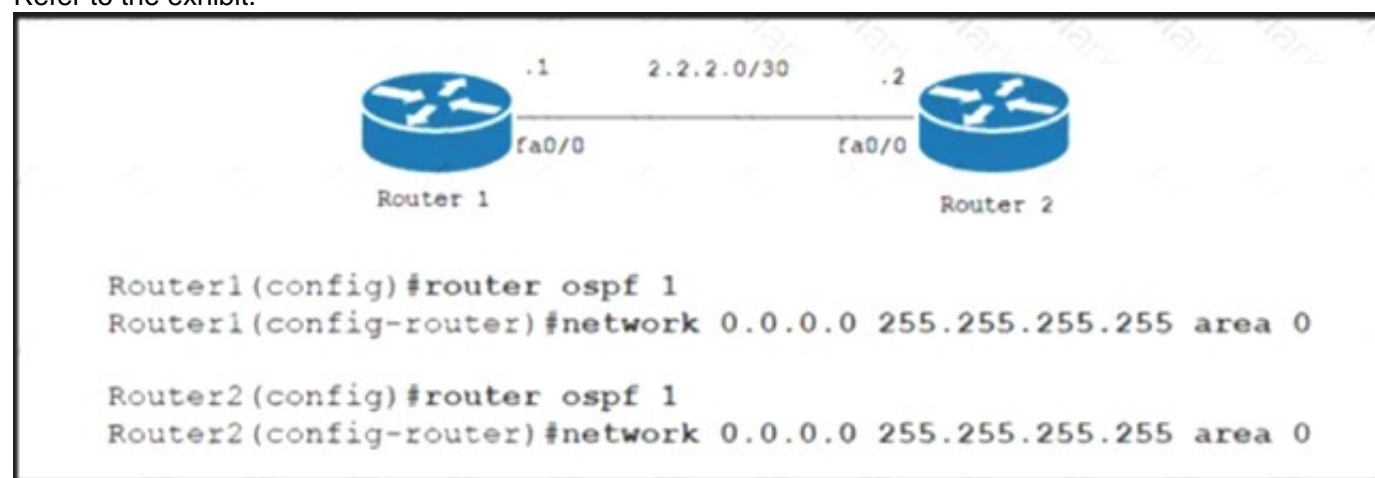 Refer to the exhibit.
.1 2.2.2.0/30 .2
fa0/0 fa0/0
Router 1 Router 2
Router1(config)#router ospf 1
Router1(config-router)#network 0.0.0.0 255.255.255.255 area 0
Router2(config)#router ospf 1
Router2(config-router)#network 0.0.0.0 255.255.255.255 area 0